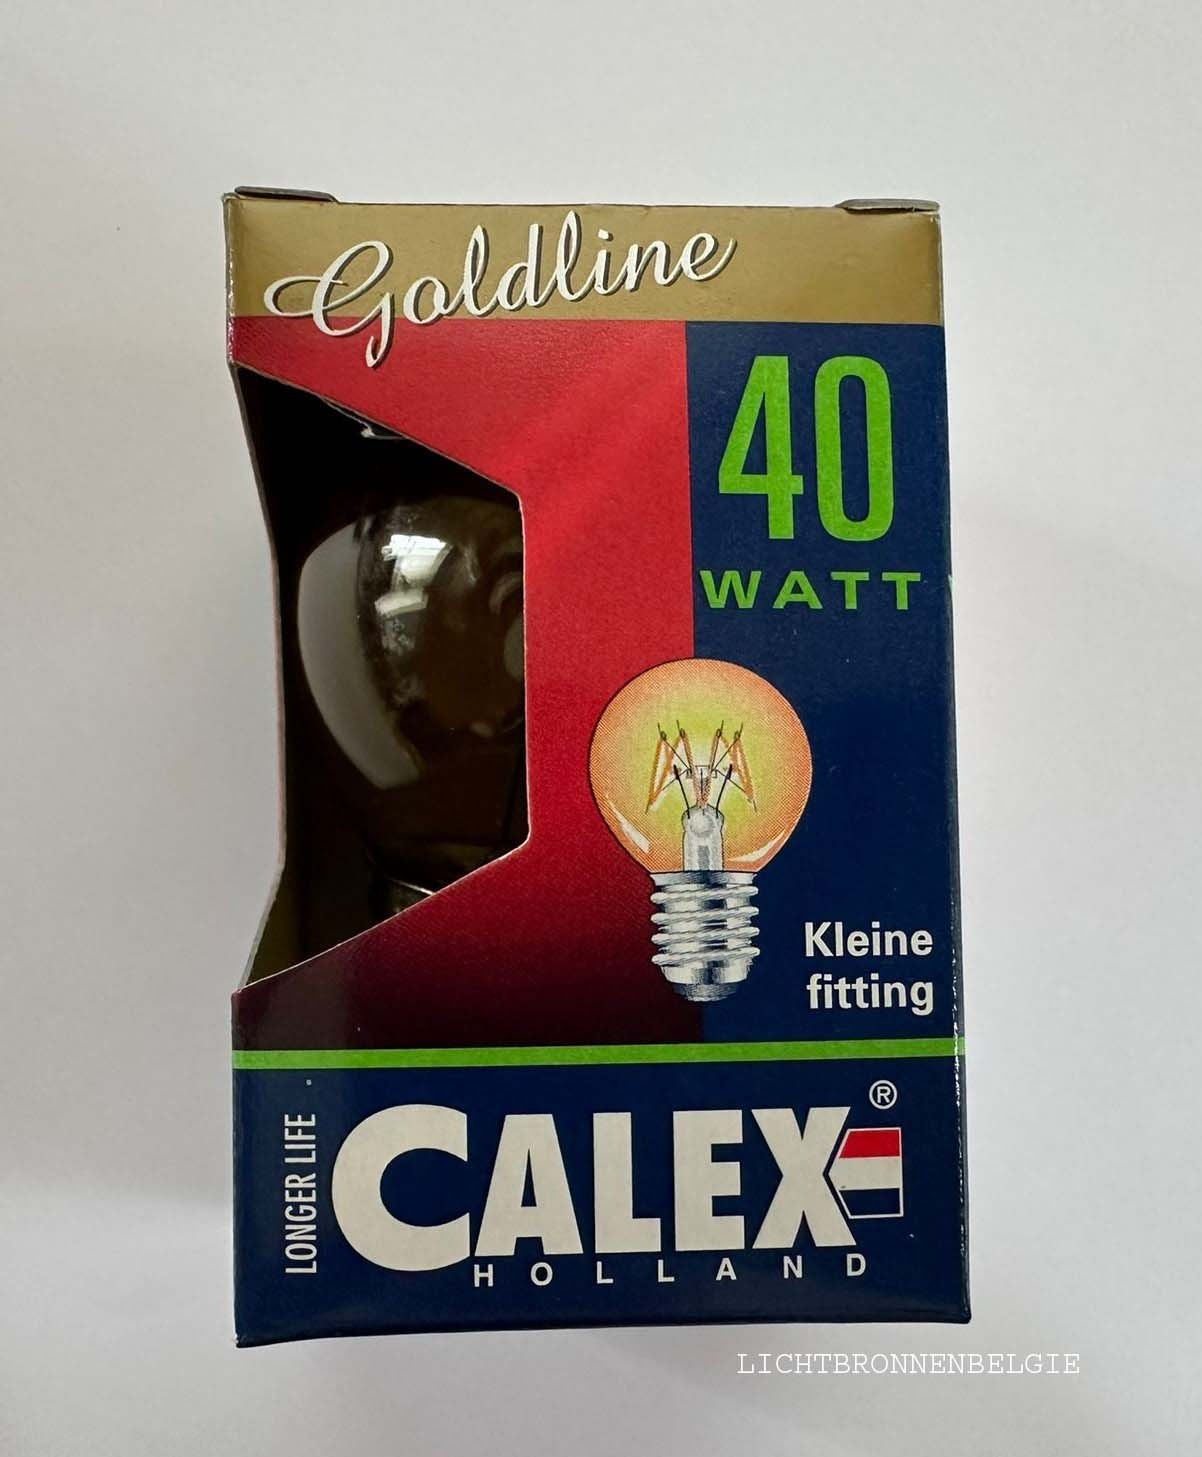 Goldline
40
WATT
Kleine
fitting
LONGER LIFE
CALEX®
HOLLAND
LICHTBRONNENBELGIE